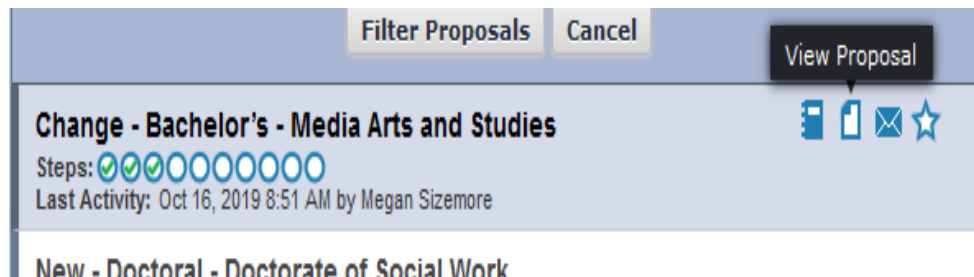 Filter Proposals Cancel
View Proposal
Change - Bachelor's - Media Arts and Studies
Steps:
Last Activity: Oct 16, 2019 8:51 AM by Megan Sizemore
New - Doctoral - Doctorate of Social Work